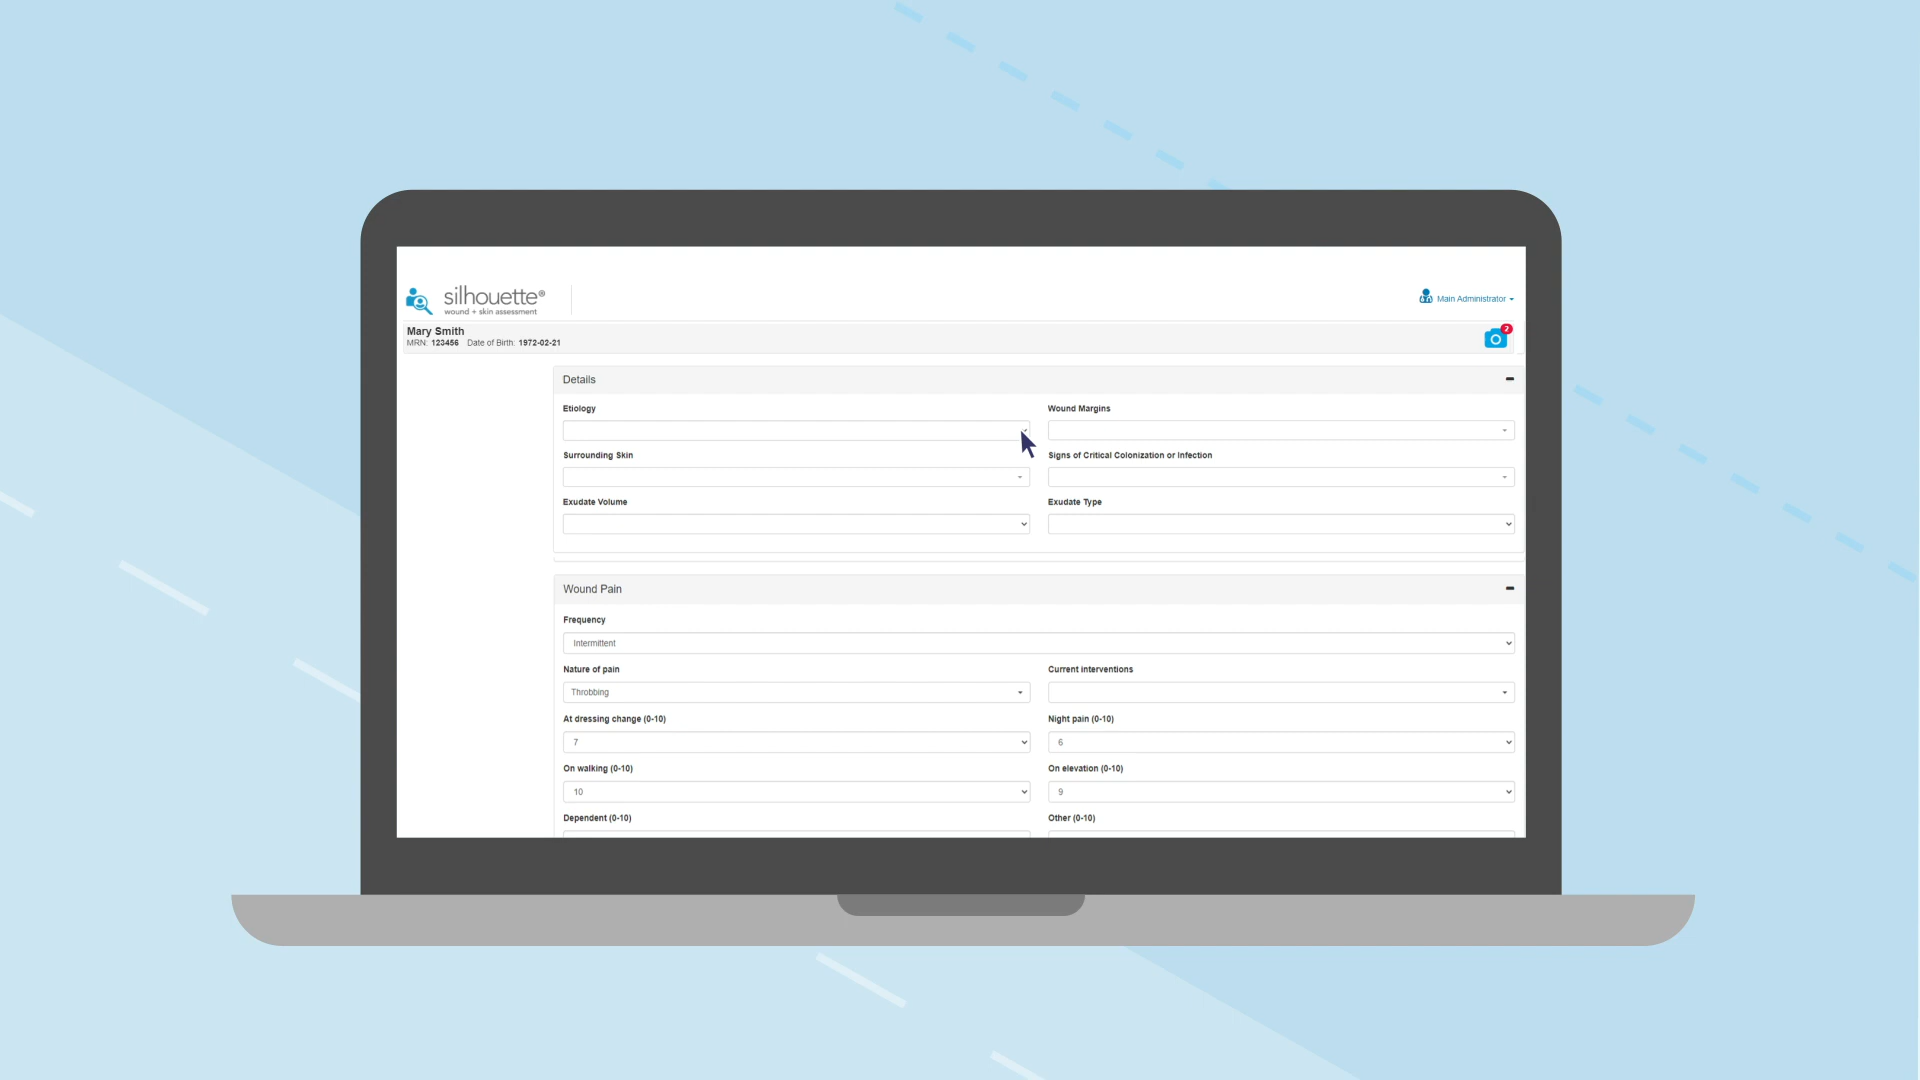 silhouette®
wound + skin assessment
Main Administrator
Mary Smith
MRN: 123456 Date of Birth: 1972-02-21
2
Details
Etiology
Wound Margins
Surrounding Skin
Signs of Critical Colonization or Infection
Exudate Volume
Exudate Type
Wound Pain
Frequency
Intermittent
Nature of pain
Current interventions
Throbbing
At dressing change (0-10)
Night pain (0-10)
7
6
On walking (0-10)
On elevation (0-10)
10
9
Dependent (0-10)
Other (0-10)